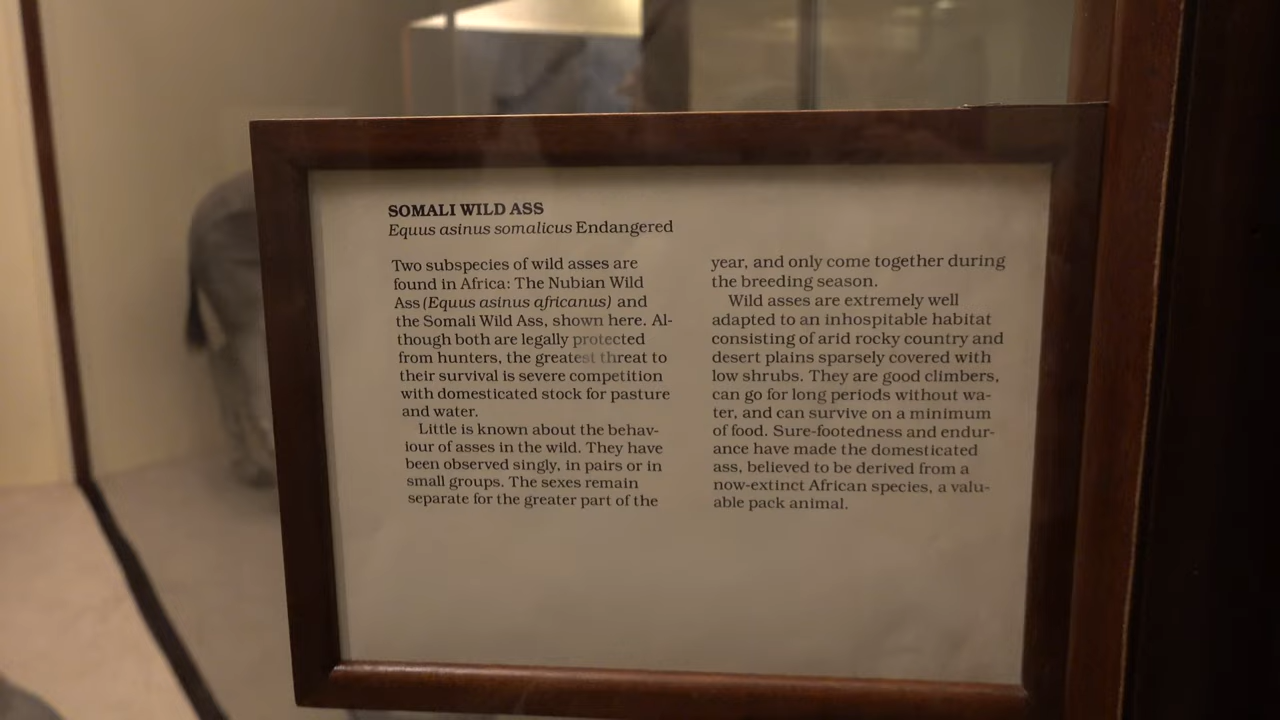 SOMALI WILD ASS
Equus asinus somalicus Endangered
Two subspecies of wild asses are
found in Africa: The Nubian Wild
Ass (Equus asinus africanus) and
the Somali Wild Ass, shown here. Al-
though both are legally protected
from hunters, the greatest threat to
their survival is severe competition
with domesticated stock for pasture
and water.
Little is known about the behav-
iour of asses in the wild. They have
been observed singly, in pairs or in
small groups. The sexes remain
separate for the greater part of the
year, and only come together during
the breeding season.
Wild asses are extremely well
adapted to an inhospitable habitat
consisting of arid rocky country and
desert plains sparsely covered with
low shrubs. They are good climbers,
can go for long periods without wa-
ter, and can survive on a minimum
of food. Sure-footedness and endur-
ance have made the domesticated
ass, believed to be derived from a
now-extinct African species, a valu-
able pack animal.